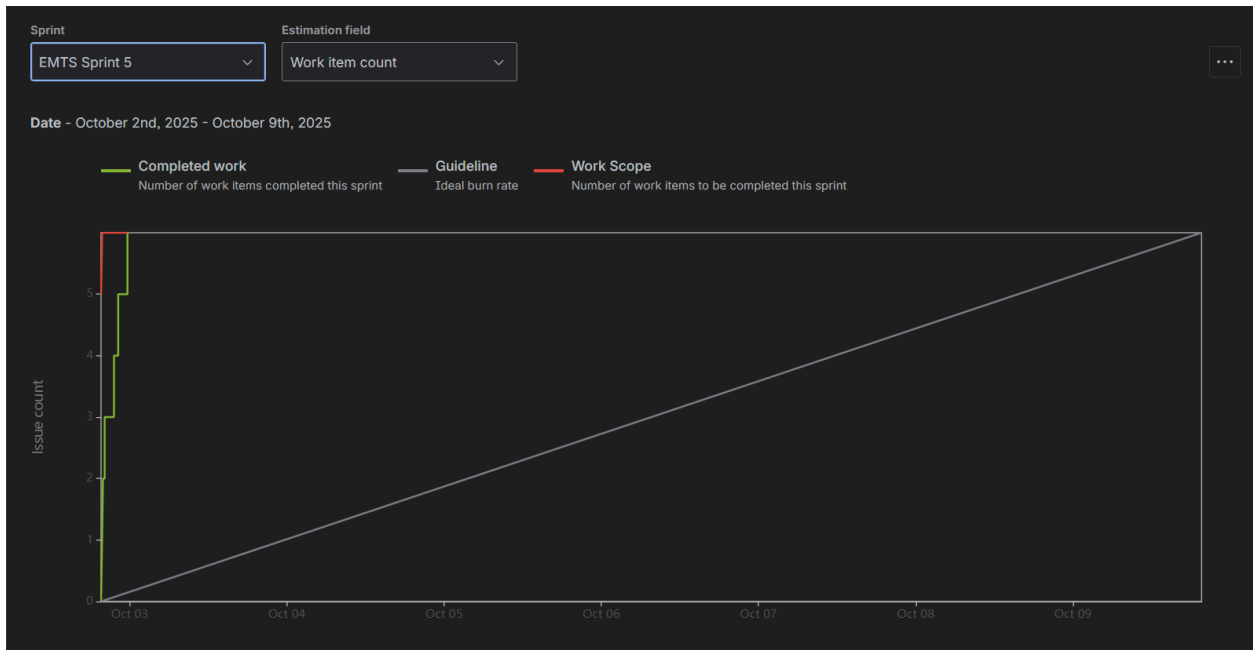 Sprint
Estimation field
EMTS Sprint 5
Work item count
Date - October 2nd, 2025 - October 9th, 2025
Completed work
Number of work items completed this sprint
Guideline
Ideal burn rate
Work Scope
Number of work items to be completed this sprint
Issue count
5
4
3
2
1
0
Oct 03
Oct 04
Oct 05
Oct 06
Oct 07
Oct 08
Oct 09